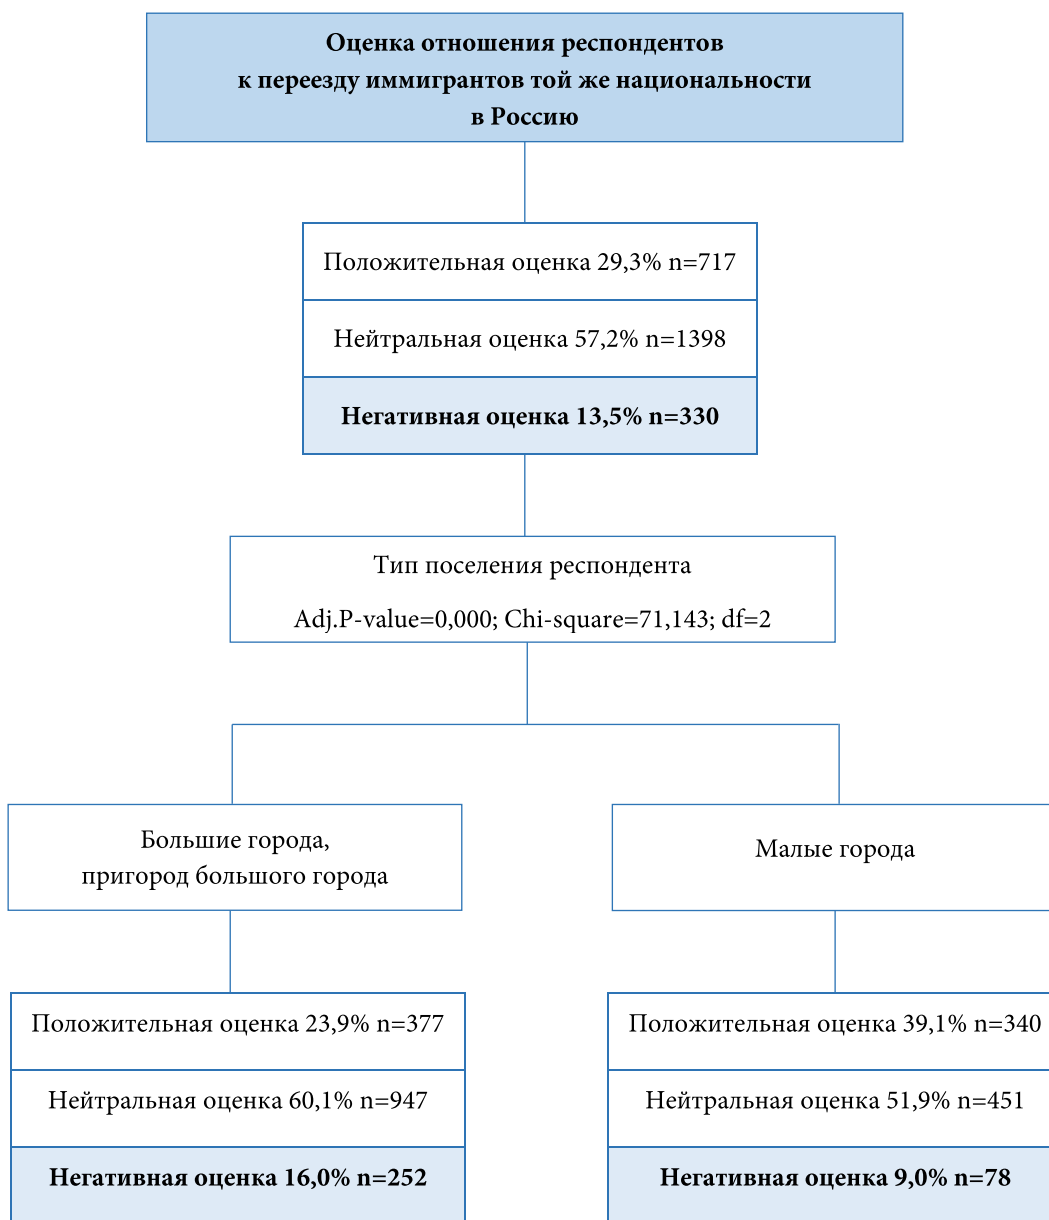 Оценка отношения респондентов
к переезду иммигрантов той же национальности
в Россию
Положительная оценка 29,3% n=717
Нейтральная оценка 57,2% n=1398
Негативная оценка 13,5% n=330
Тип поселения респондента
Adj.P-value=0,000; Chi-square=71,143; df=2
Большие города,
пригород большого города
Малые города
Положительная оценка 23,9% n=377
Нейтральная оценка 60,1% n=947
Негативная оценка 16,0% n=252
Положительная оценка 39,1% n=340
Нейтральная оценка 51,9% n=451
Негативная оценка 9,0% n=78